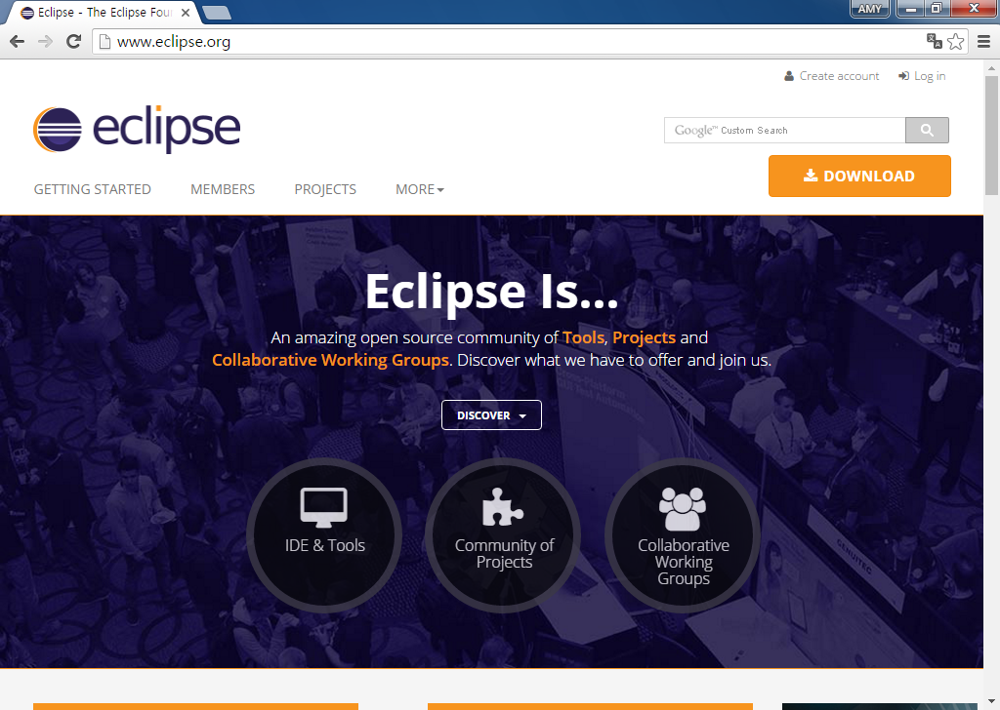 Eclipse - The Eclipse Four
AMY
www.eclipse.org
Create account
Log in
eclipse
Google™ Custom Search
GETTING STARTED
MEMBERS
PROJECTS
MORE
DOWNLOAD
Eclipse Is...
An amazing open source community of Tools, Projects and
Collaborative Working Groups. Discover what we have to offer and join us.
DISCOVER
IDE & Tools
Community of
Projects
Collaborative
Working
Groups
GENUITEC